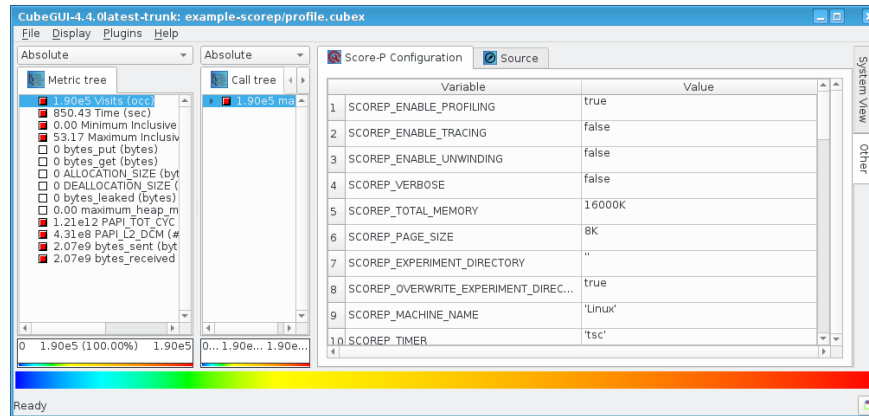 CubeGUI-4.4.0latest-trunk: example-scorep/profile.cubex
File Display Plugins Help
Absolute
Metric tree
1.90e5 Visits (occ)
850.43 Time (sec)
0.00 Minimum Inclusive
53.17 Maximum Inclusiv
0 bytes_put (bytes)
0 bytes_get (bytes)
0 ALLOCATION_SIZE (byt
0 DEALLOCATION_SIZE (
0 bytes_leaked (bytes)
0.00 maximum_heap_m
1.21e12 PAPI_TOT_CYC
4.31e8 PAPI_L2_DCM (#
2.07e9 bytes_sent (byt
2.07e9 bytes_received
0 1.90e5 (100.00%) 1.90e5
Absolute
Call tree
1.90e5 ma
0... 1.90e... 1.90e...
Score-P Configuration
Source
Variable Value
1 SCOREP_ENABLE_PROFILING true
2 SCOREP_ENABLE_TRACING false
3 SCOREP_ENABLE_UNWINDING false
4 SCOREP_VERBOSE false
5 SCOREP_TOTAL_MEMORY 16000K
6 SCOREP_PAGE_SIZE 8K
7 SCOREP_EXPERIMENT_DIRECTORY ''
8 SCOREP_OVERWRITE_EXPERIMENT_DIREC... true
9 SCOREP_MACHINE_NAME 'Linux'
10 SCOREP_TIMER 'tsc'
System View
Other
Ready